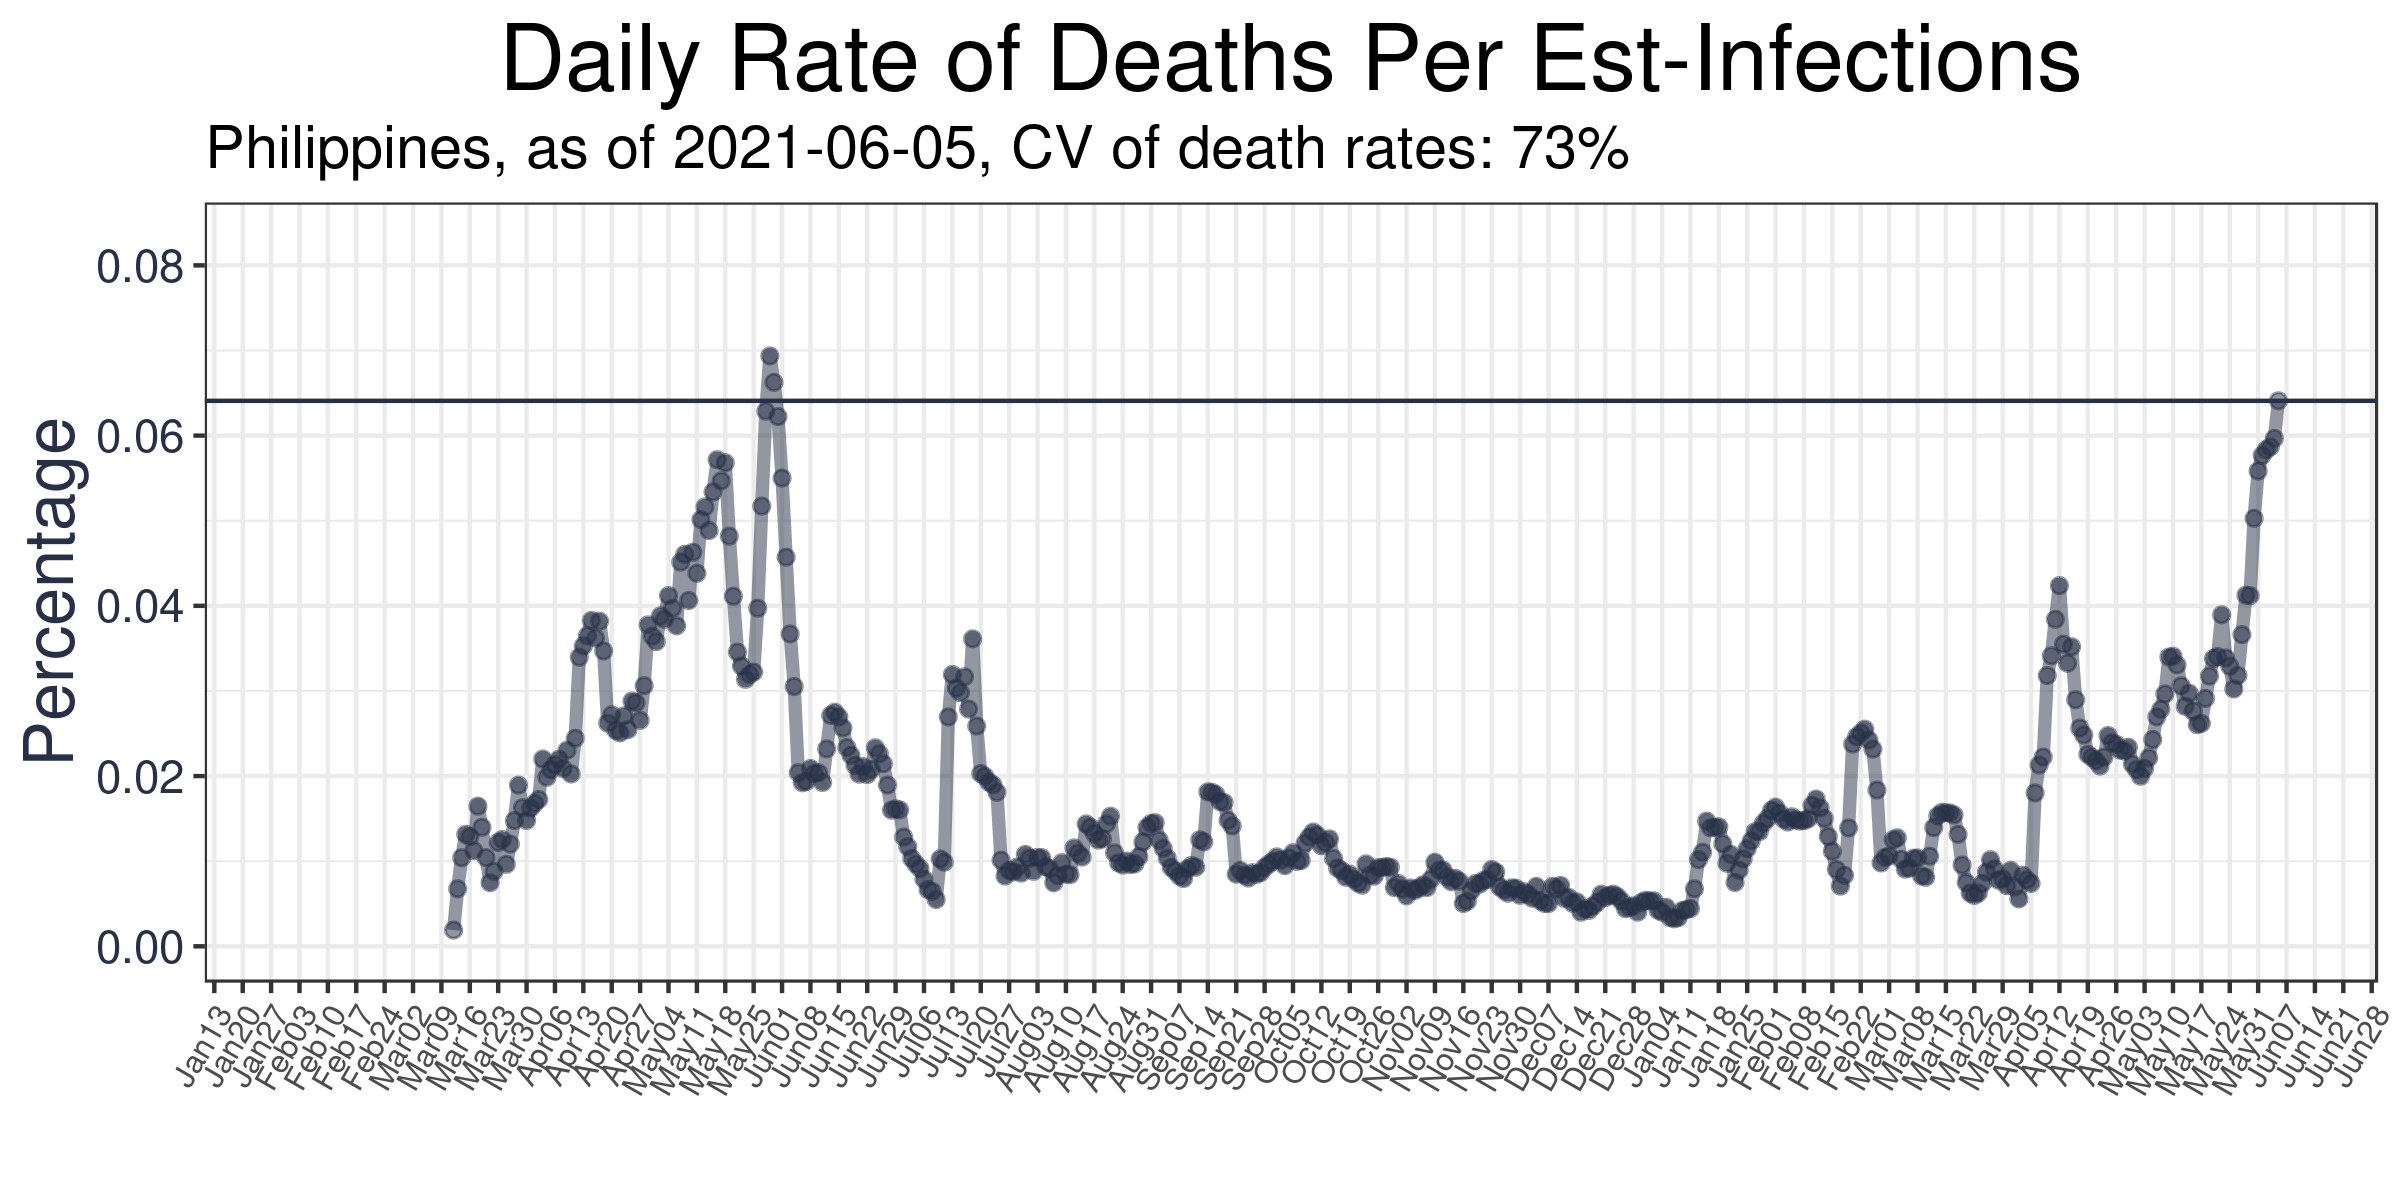 Daily Rate of Deaths Per Est-Infections
Philippines, as of 2021-06-05, CV of death rates: 73%
Percentage
0.08
0.06
0.04
0.02
0.00
Jan13 Jan20 Jan27 Feb03 Feb10 Feb17 Feb24 Mar02 Mar09 Mar16 Mar23 Mar30 Apr06 Apr13 Apr20 Apr27 May04 May11 May18 May25 Jun01 Jun08 Jun15 Jun22 Jun29 Jul06 Jul13 Jul20 Jul27 Aug03 Aug10 Aug17 Aug24 Aug31 Sep07 Sep14 Sep21 Sep28 Oct05 Oct12 Oct19 Oct26 Nov02 Nov09 Nov16 Nov23 Nov30 Dec07 Dec14 Dec21 Dec28 Jan04 Jan11 Jan18 Jan25 Feb01 Feb08 Feb15 Feb22 Mar01 Mar08 Mar15 Mar22 Mar29 Apr05 Apr12 Apr19 Apr26 May03 May10 May17 May24 May31 Jun07 Jun14 Jun21 Jun28